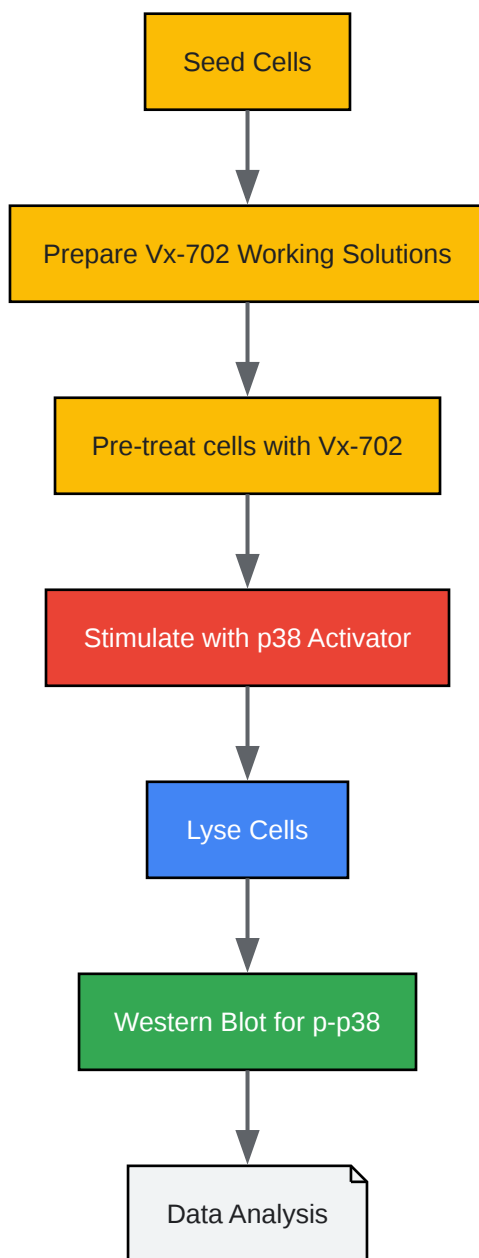 Seed Cells
Prepare Vx-702 Working Solutions
Pre-treat cells with Vx-702
Stimulate with p38 Activator
Lyse Cells
Western Blot for p-p38
Data Analysis